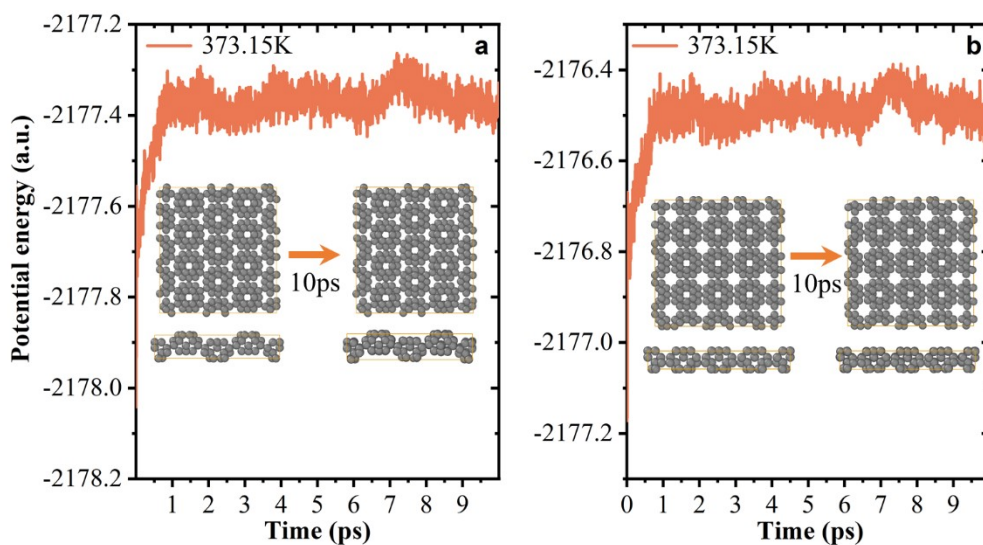 373.15K
a
-2177.2
-2177.4
-2177.6
-2177.8
-2178.0
-2178.2
Potential energy (a.u.)
10ps
1 2 3 4 5 6 7 8 9
Time (ps)
373.15K
b
-2176.4
-2176.6
-2176.8
-2177.0
-2177.2
10ps
0 1 2 3 4 5 6 7 8 9
Time (ps)